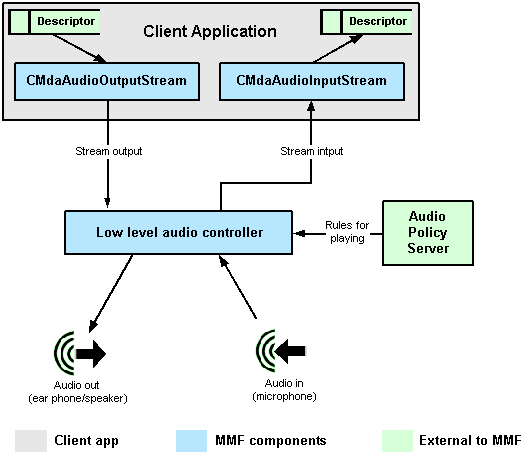 Descriptor
Client Application
Descriptor
CMdaAudioOutputStream
CMdaAudioInputStream
Stream output
Stream intput
Low level audio controller
Rules for
playing
Audio
Policy
Server
Audio out
(ear phone/speaker)
Audio in
(microphone)
Client app
MMF components
External to MMF